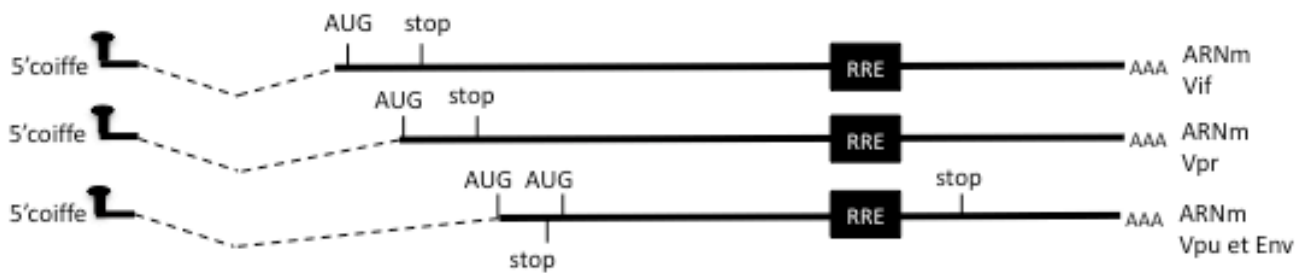 AUG stop
5'coiffe RRE AAA ARNm
Vif
AUG stop
5'coiffe RRE AAA ARNm
Vpr
AUG AUG stop
5'coiffe RRE AAA ARNm
Vpu et Env
stop